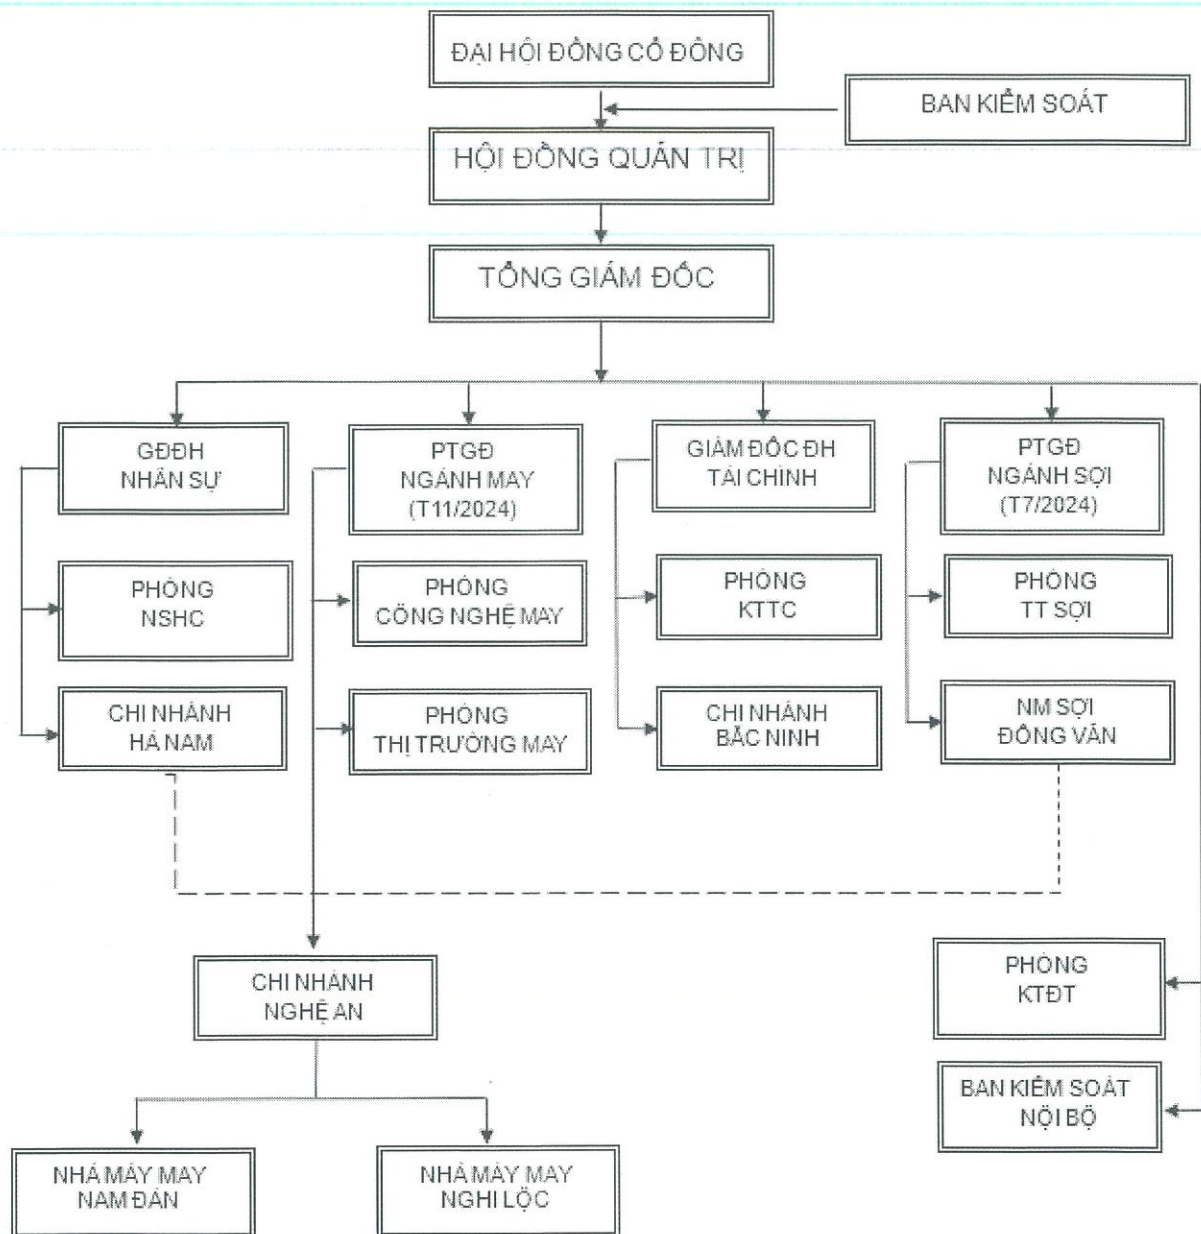 ĐẠI HỘI ĐỒNG CỔ ĐÔNG
BAN KIỂM SOÁT
HỘI ĐỒNG QUẢN TRỊ
TỔNG GIÁM ĐỐC
GĐĐH
NHÂN SỰ
PTGĐ
NGÀNH MAY
(T11/2024)
GIÁM ĐỐC ĐH
TÀI CHÍNH
PTGĐ
NGÀNH SỢI
(T7/2024)
PHÒNG
NSHC
PHÒNG
CÔNG NGHỆ MAY
PHÒNG
KTTC
PHÒNG
TT SỢI
CHI NHÁNH
HÀ NAM
PHÒNG
THỊ TRƯỜNG MAY
CHI NHÁNH
BẮC NINH
NM SỢI
ĐỒNG VĂN
CHI NHÁNH
NGHỆ AN
PHÒNG
KTĐT
BAN KIỂM SOÁT
NỘI BỘ
NHÀ MÁY MAY
NAM ĐÀN
NHÀ MÁY MAY
NGHI LỘC